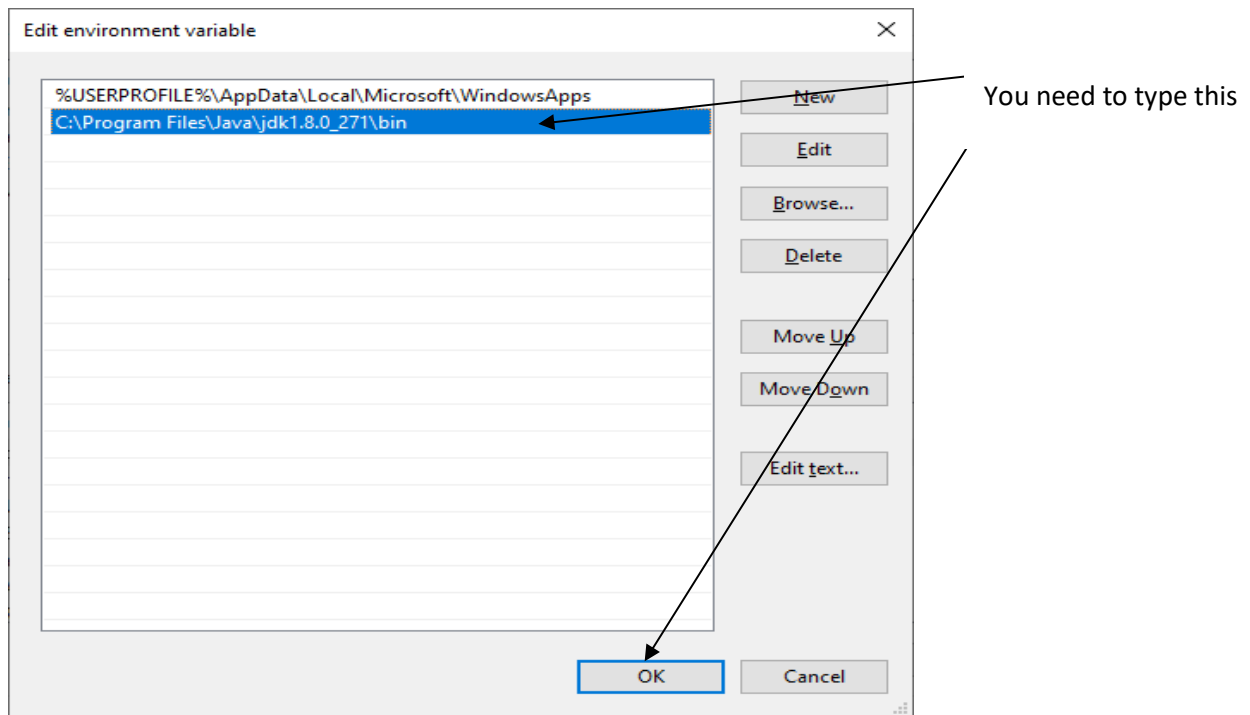 Edit environment variable
%USERPROFILE%\AppData\Local\Microsoft\WindowsApps
C:\Program Files\Java\jdk1.8.0_271\bin
New
Edit
Browse...
Delete
Move Up
Move Down
Edit text...
OK
Cancel
You need to type this